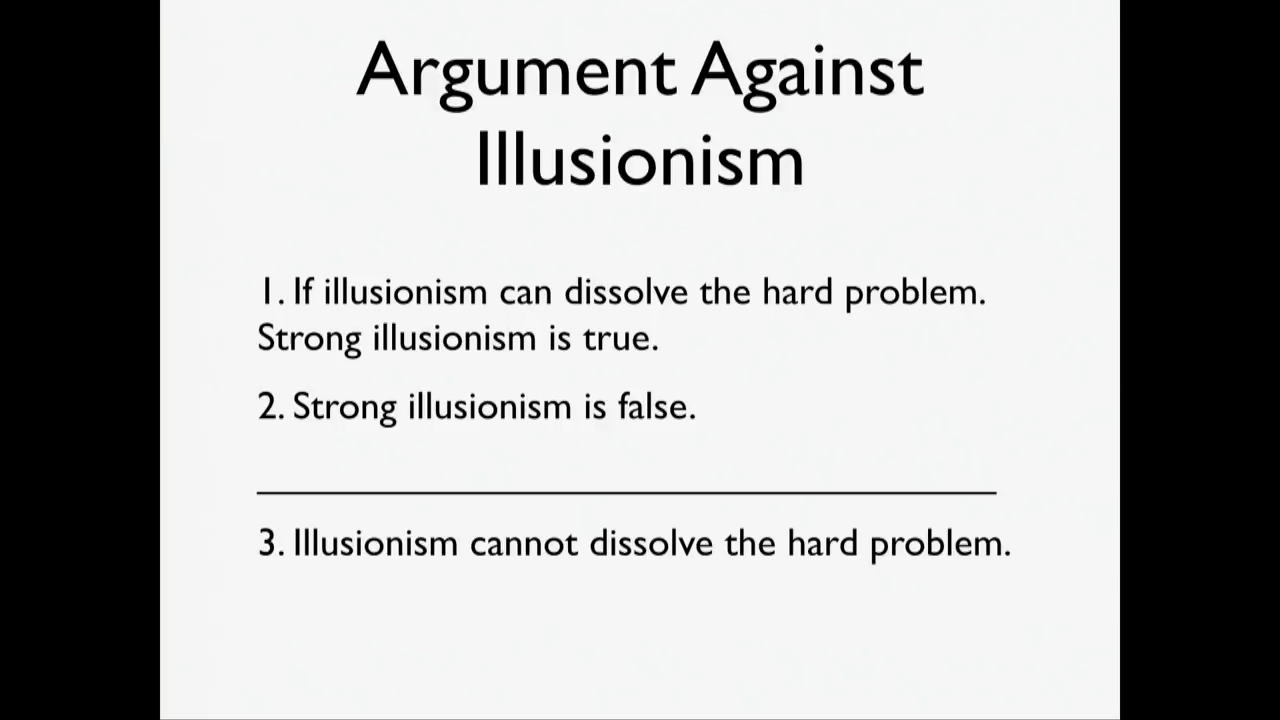 Argument Against
Illusionism
1. If illusionism can dissolve the hard problem.
Strong illusionism is true.
2. Strong illusionism is false.
3. Illusionism cannot dissolve the hard problem.